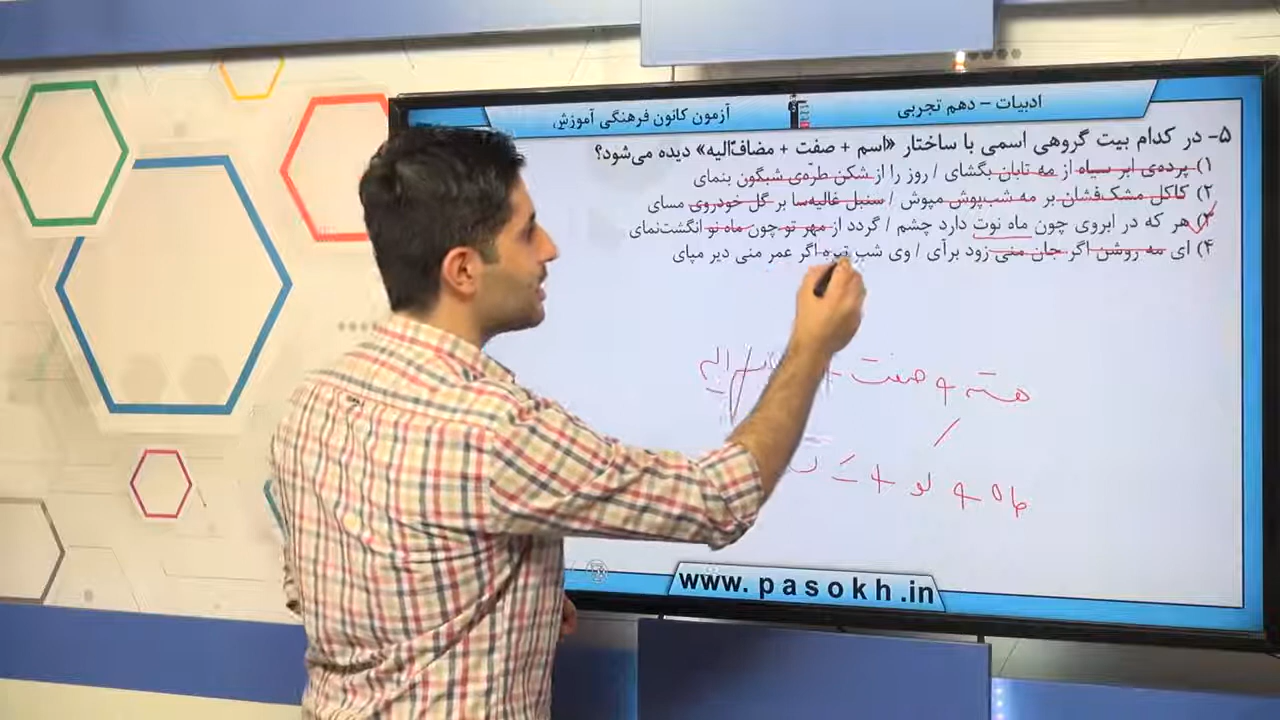 ادبیات – دهم تجربی
آزمون کانون فرهنگی آموزش
۵- در کدام بیت گروهی اسمی با ساختار «اسم + صفت + مضاف‌الیه» دیده می‌شود؟
۱) پرده‌ی ابر سیاه از مه تابان بگشای / روز را از شکن طرّه‌ی شبگون بنمای
۲) کاکل مشک‌فشان بر مه شب‌پوش مپوش / سنبل غالیه‌سا بر گل خودروی مسای
۳) هر که در ابروی چون ماه نوت دارد چشم / گردد از مهر تو چون ماه نو انگشت‌نمای
۴) ای مه روشن اگر جان منی زود برآی / وی شب تیره اگر عمر منی دیر مپای
هسته + صفت +
ماه + نو +
www.pasokh.in